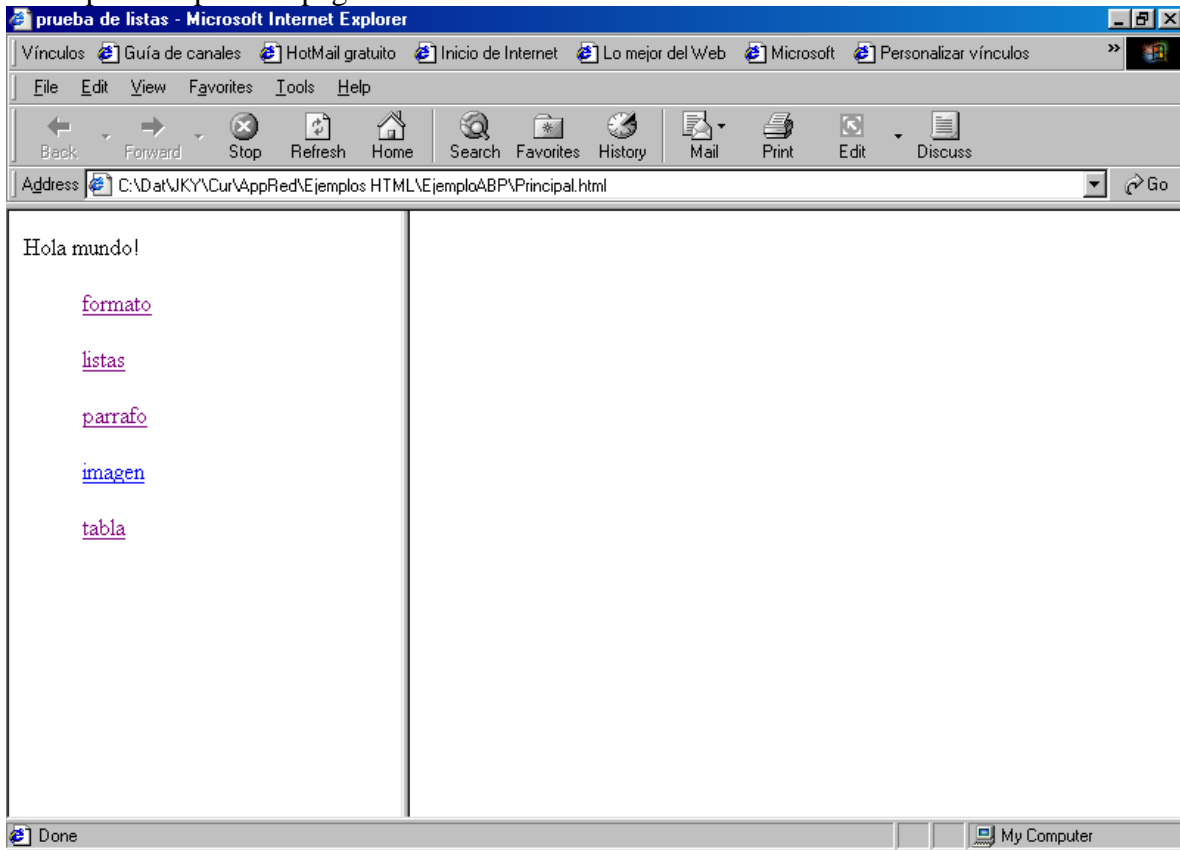 prueba de listas - Microsoft Internet Explorer
Vínculos Guía de canales HotMail gratuito Inicio de Internet Lo mejor del Web Microsoft Personalizar vínculos »
File Edit View Favorites Tools Help
Back Forward Stop Refresh Home Search Favorites History Mail Print Edit Discuss
Address C:\Dat\JKY\Cur\AppRed\Ejemplos HTML\EjemploABP\Principal.html Go
Hola mundo!
formato
listas
parrafo
imagen
tabla
Done My Computer